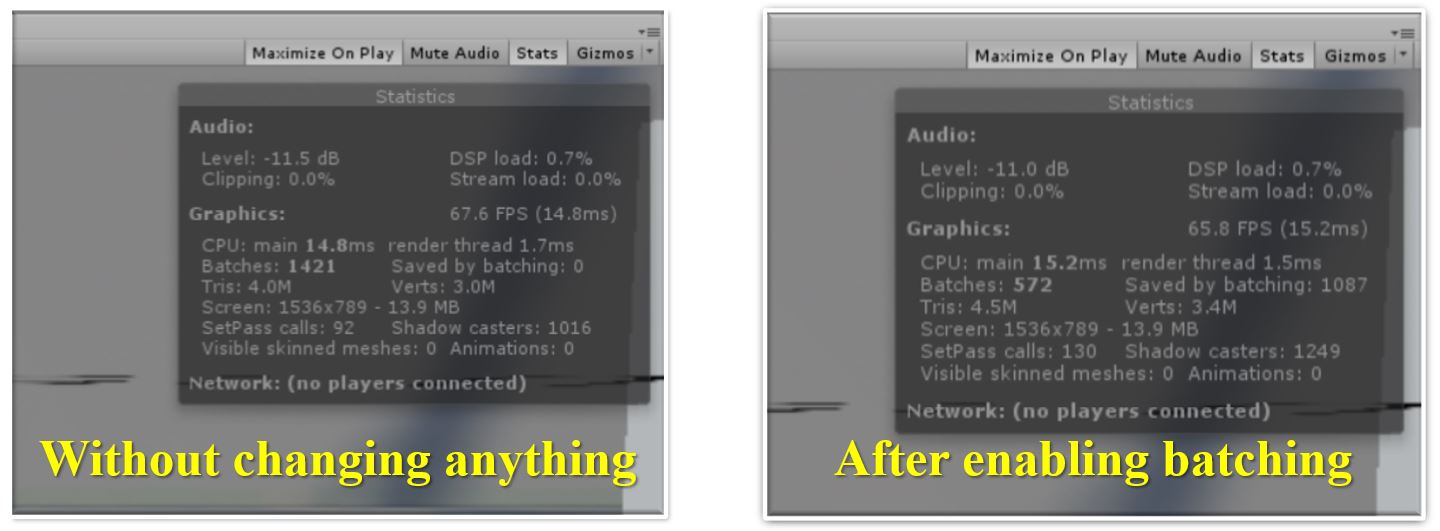 Maximize On Play Mute Audio Stats Gizmos
Statistics
Audio:
Level: -11.5 dB DSP load: 0.7%
Clipping: 0.0% Stream load: 0.0%
Graphics: 67.6 FPS (14.8ms)
CPU: main 14.8ms render thread 1.7ms
Batches: 1421 Saved by batching: 0
Tris: 4.0M Verts: 3.0M
Screen: 1536x789 - 13.9 MB
SetPass calls: 92 Shadow casters: 1016
Visible skinned meshes: 0 Animations: 0
Network: (no players connected)
Without changing anything
Maximize On Play Mute Audio Stats Gizmos
Statistics
Audio:
Level: -11.0 dB DSP load: 0.7%
Clipping: 0.0% Stream load: 0.0%
Graphics: 65.8 FPS (15.2ms)
CPU: main 15.2ms render thread 1.5ms
Batches: 572 Saved by batching: 1087
Tris: 4.5M Verts: 3.4M
Screen: 1536x789 - 13.9 MB
SetPass calls: 130 Shadow casters: 1249
Visible skinned meshes: 0 Animations: 0
Network: (no players connected)
After enabling batching